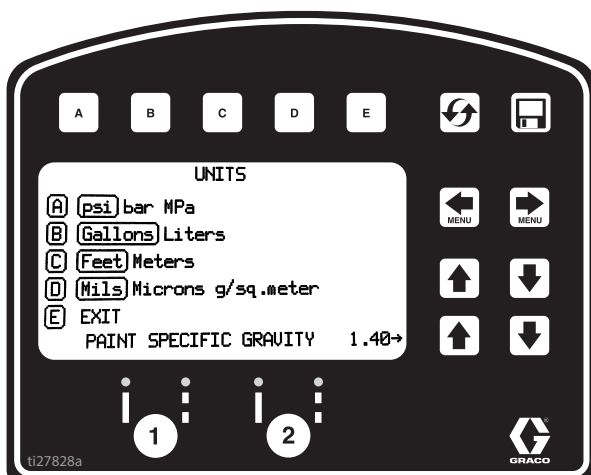 A B C D E
UNITS
A psi bar MPa
B Gallons Liters
C Feet Meters
D Mils Microns g/sq.meter
E EXIT
PAINT SPECIFIC GRAVITY 1.40→
MENU MENU
1 2
ti27828a
GRACO